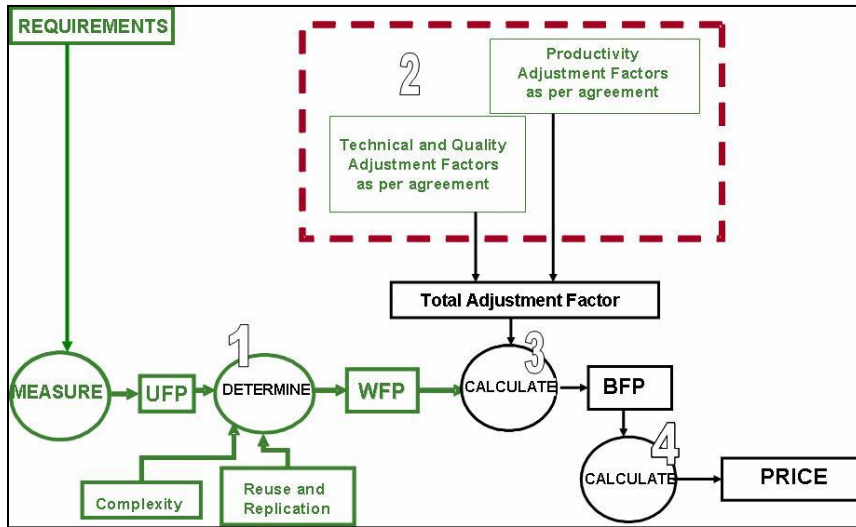 REQUIREMENTS
2
Productivity
Adjustment Factors
as per agreement
Technical and Quality
Adjustment Factors
as per agreement
Total Adjustment Factor
1
3
MEASURE
UFP
DETERMINE
WFP
CALCULATE
BFP
4
Complexity
Reuse and
Replication
CALCULATE
PRICE